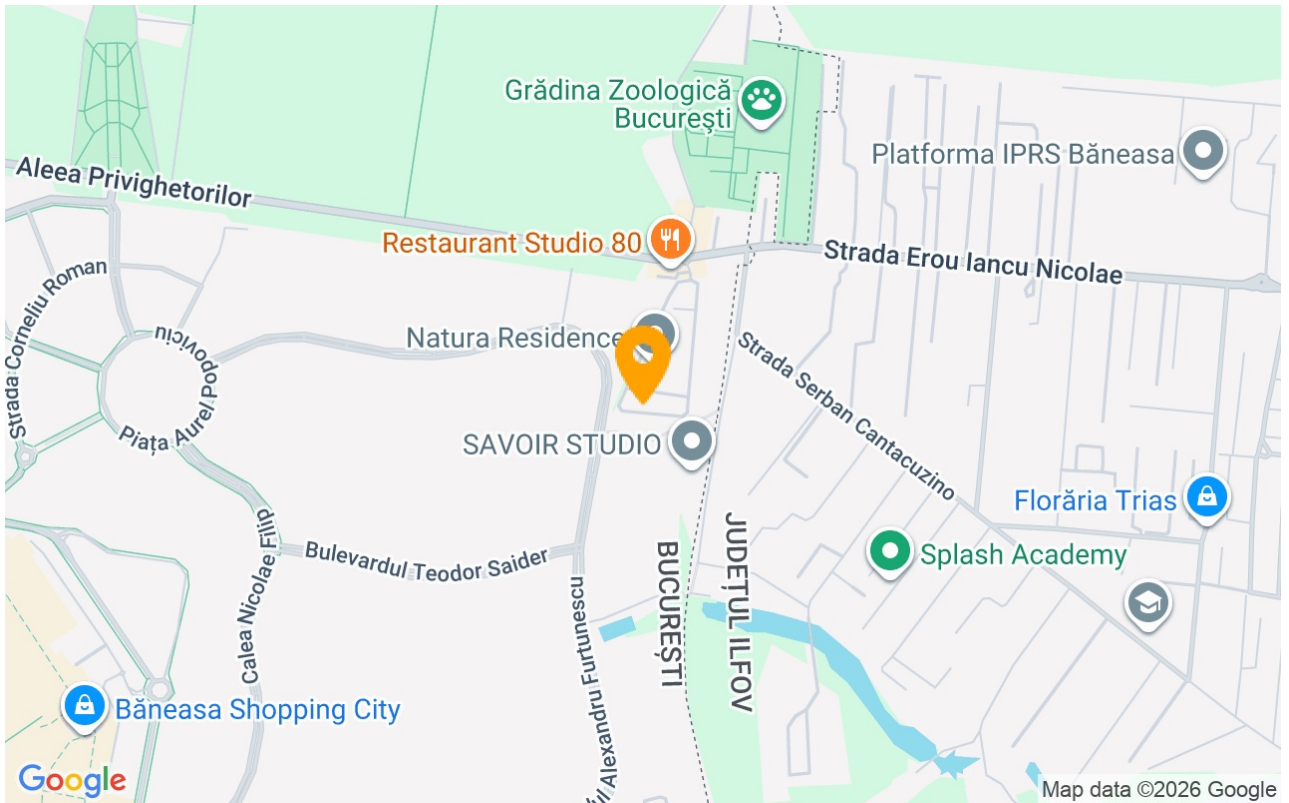 Grădina Zoologică
Bucureşti
Platforma IPRS Băneasa
Aleea Privighetorilor
Restaurant Studio 80
Strada Erou Iancu Nicolae
Strada Corneliu Roman
Natura Residence
Piața Aurel Popoviciu
Strada Serban Cantacuzino
SAVOIR STUDIO
Florăria Trias
Calea Nicolae Filip
Bulevardul Teodor Saider
BUCUREȘTI
JUDEȚUL ILFOV
Splash Academy
Alexandru Furtunescu
Băneasa Shopping City
Google
Map data ©2026 Google